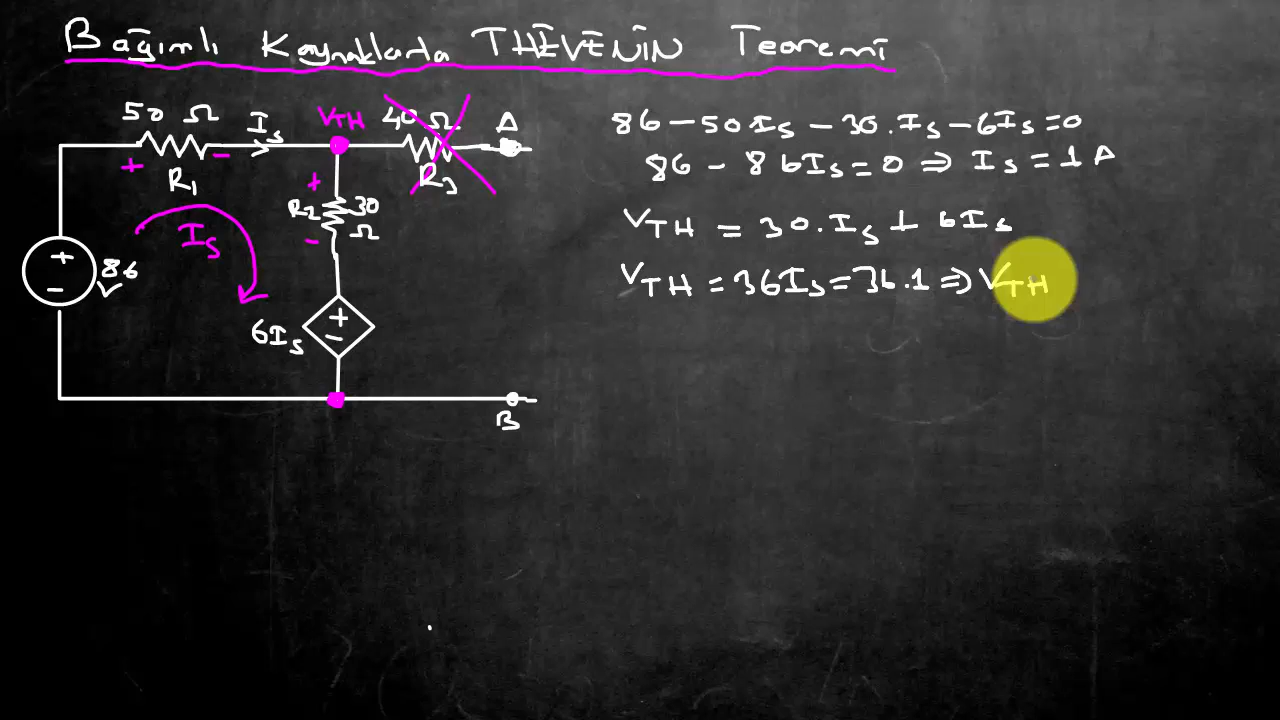 Bağımlı Kaynaklarda THEVENİN Teoremi
50 Ω
Is
VTH
40 Ω
A
R1
R3
+ -
Is
+
R2 30 Ω
-
+
-
86 V
6Is
+
-
B
86 - 50Is - 30.Is - 6Is = 0
86 - 86Is = 0 ⇒ Is = 1 A
VTH = 30.Is + 6Is
VTH = 36Is = 36.1 ⇒ VTH